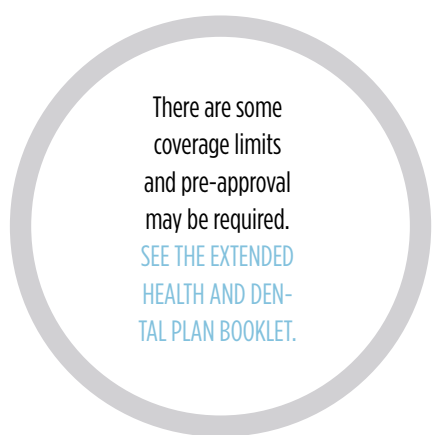 There are some
coverage limits
and pre-approval
may be required.
SEE THE EXTENDED
HEALTH AND DEN-
TAL PLAN BOOKLET.